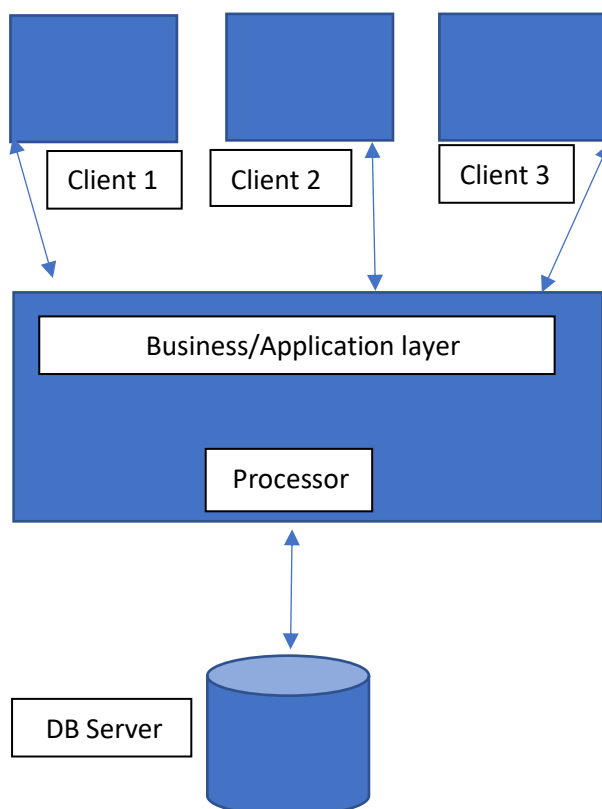 Client 1
Client 2
Client 3
Business/Application layer
Processor
DB Server